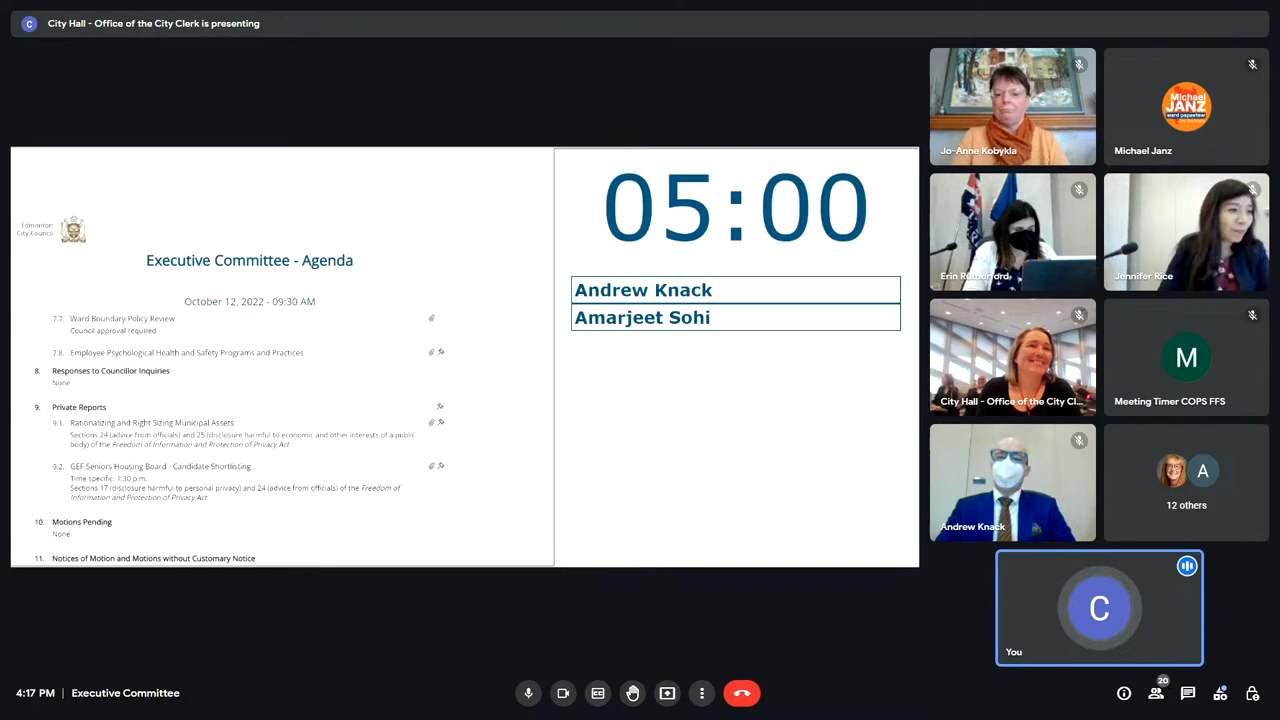 C City Hall - Office of the City Clerk is presenting
Edmonton
City Council
Executive Committee - Agenda
October 12, 2022 - 09:30 AM
7.7. Ward Boundary Policy Review
Council approval required
7.8. Employee Psychological Health and Safety Programs and Practices
8. Responses to Councillor Inquiries
None
9. Private Reports
9.1. Rationalizing and Right Sizing Municipal Assets
Sections 24 (advice from officials) and 25 (disclosure harmful to economic and other interests of a public
body) of the Freedom of Information and Protection of Privacy Act
9.2. GEF Seniors Housing Board - Candidate Shortlisting
Time specific: 1:30 p.m.
Sections 17 (disclosure harmful to personal privacy) and 24 (advice from officials) of the Freedom of
Information and Protection of Privacy Act
10. Motions Pending
None
11. Notices of Motion and Motions without Customary Notice
05:00
Andrew Knack
Amarjeet Sohi
Jo-Anne Kobykla
Michael
JANZ
ward papastew
Michael Janz
Erin Rutherford
Jennifer Rice
City Hall - Office of the City Cl...
M
Meeting Timer COPS FFS
Andrew Knack
A
12 others
C
You
4:17 PM | Executive Committee
CC
20